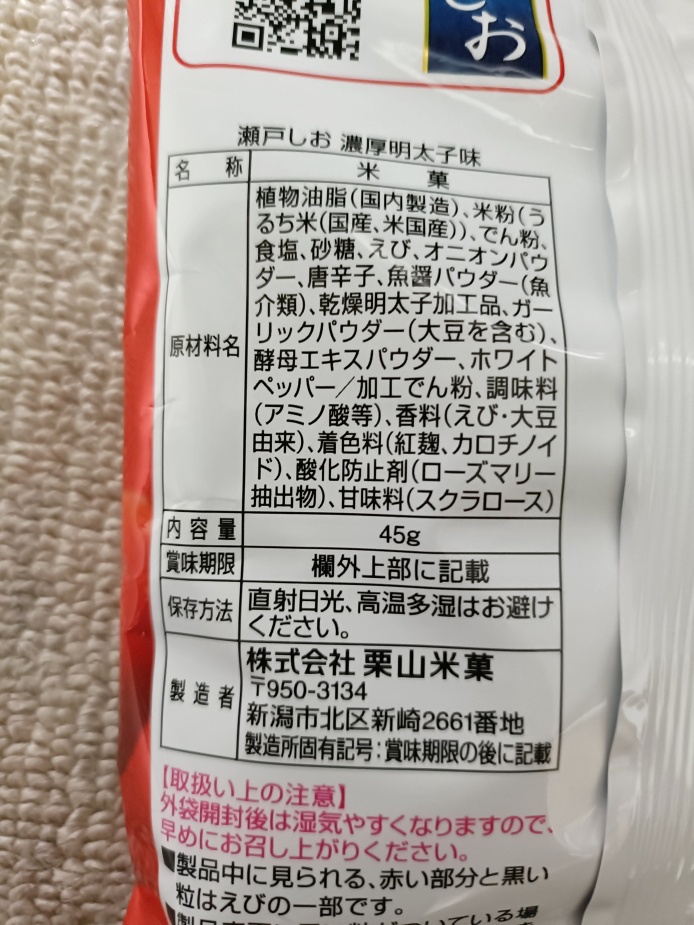 しお
瀬戸しお 濃厚明太子味
名称 米菓
原材料名
植物油脂(国内製造)、米粉(う
るち米(国産、米国産))、でん粉、
食塩、砂糖、えび、オニオンパウ
ダー、唐辛子、魚醤パウダー(魚
介類)、乾燥明太子加工品、ガー
リックパウダー(大豆を含む)、
酵母エキスパウダー、ホワイト
ペッパー/加工でん粉、調味料
(アミノ酸等)、香料(えび・大豆
由来)、着色料(紅麹、カロチノイ
ド)、酸化防止剤(ローズマリー
抽出物)、甘味料(スクラロース)
内容量 45g
賞味期限 欄外上部に記載
保存方法
直射日光、高温多湿はお避け
ください。
製造者
株式会社 栗山米菓
〒950-3134
新潟市北区新崎2661番地
製造所固有記号:賞味期限の後に記載
【取扱い上の注意】
外袋開封後は湿気やすくなりますので、
早めにお召し上がりください。
■製品中に見られる、赤い部分と黒い
粒はえびの一部です。